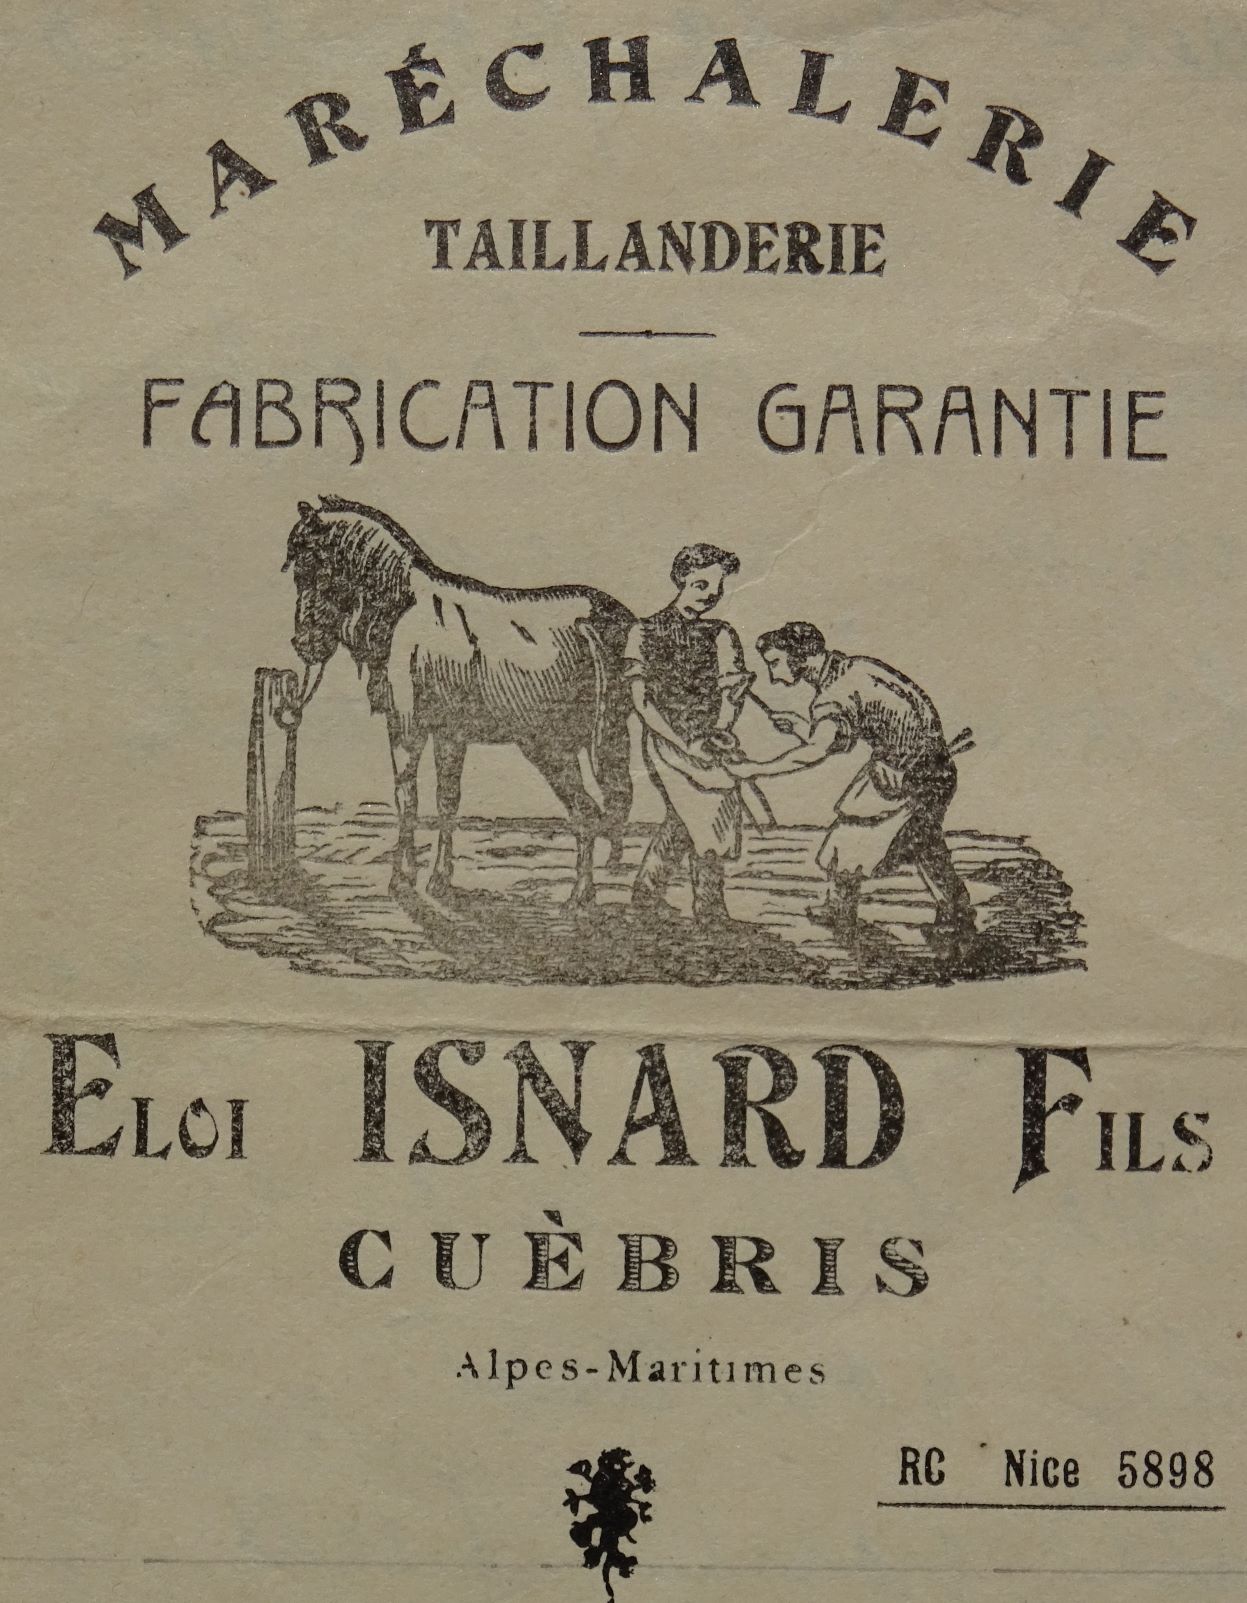 MARÉCHALERIE
TAILLANDERIE
FABRICATION GARANTIE
ELOI ISNARD FILS
CUÈBRIS
Alpes-Maritimes
RC Nice 5898